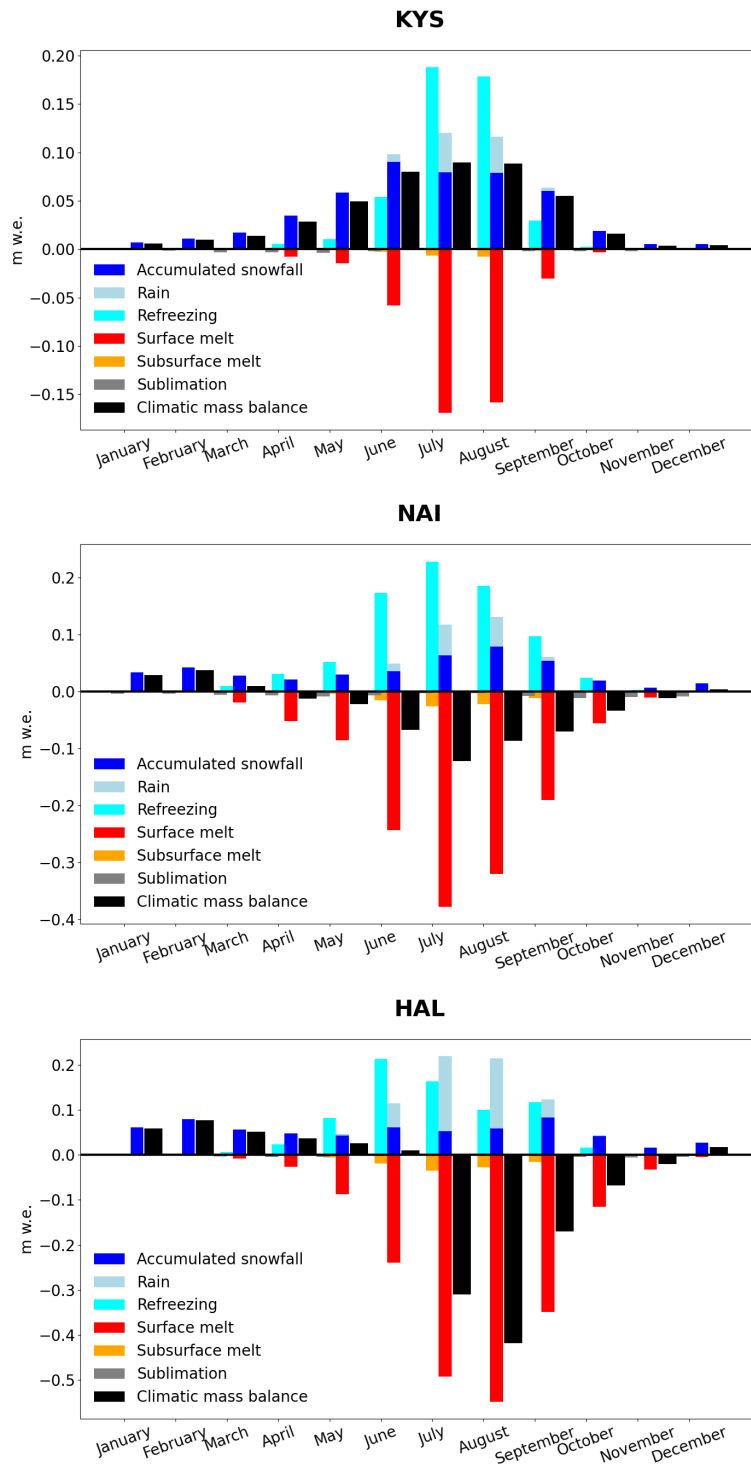 KYS
0.20
0.15
0.10
0.05
0.00
−0.05
−0.10
−0.15
m w.e.
Accumulated snowfall
Rain
Refreezing
Surface melt
Subsurface melt
Sublimation
Climatic mass balance
January February March April May June July August September October November December
NAI
0.2
0.1
0.0
−0.1
−0.2
−0.3
−0.4
m w.e.
Accumulated snowfall
Rain
Refreezing
Surface melt
Subsurface melt
Sublimation
Climatic mass balance
January February March April May June July August September October November December
HAL
0.2
0.1
0.0
−0.1
−0.2
−0.3
−0.4
−0.5
m w.e.
Accumulated snowfall
Rain
Refreezing
Surface melt
Subsurface melt
Sublimation
Climatic mass balance
January February March April May June July August September October November December